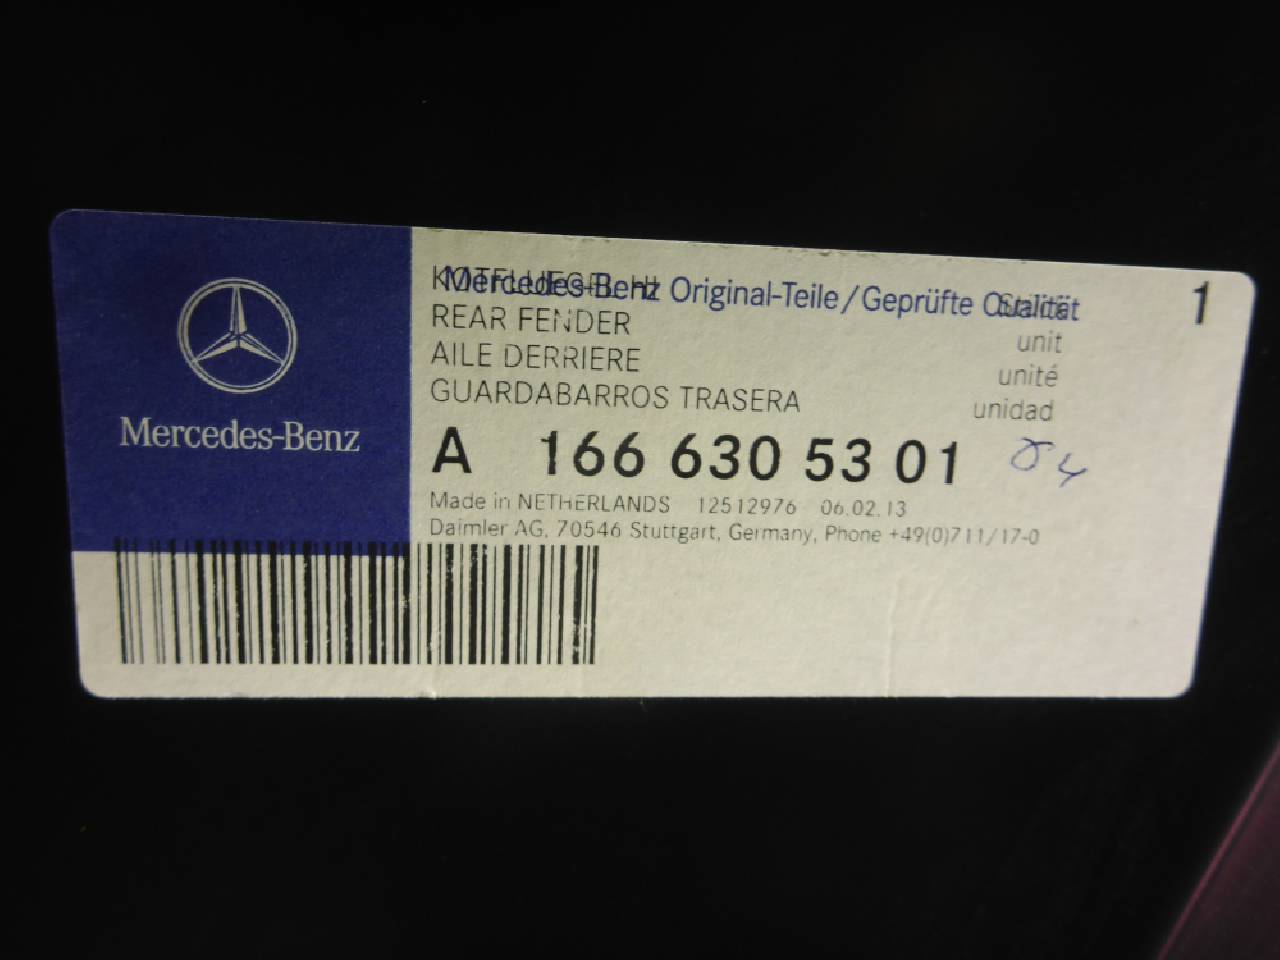 Mercedes-Benz
Mercedes-Benz Original-Teile/Geprüfte Qualität
KOTFLUEGEL HI
Stück
1
REAR FENDER
unit
AILE DERRIERE
unité
GUARDABARROS TRASERA
unidad
A 166 630 53 01
Made in NETHERLANDS 12512976 06.02.13
Daimler AG, 70546 Stuttgart, Germany, Phone +49(0)711/17-0